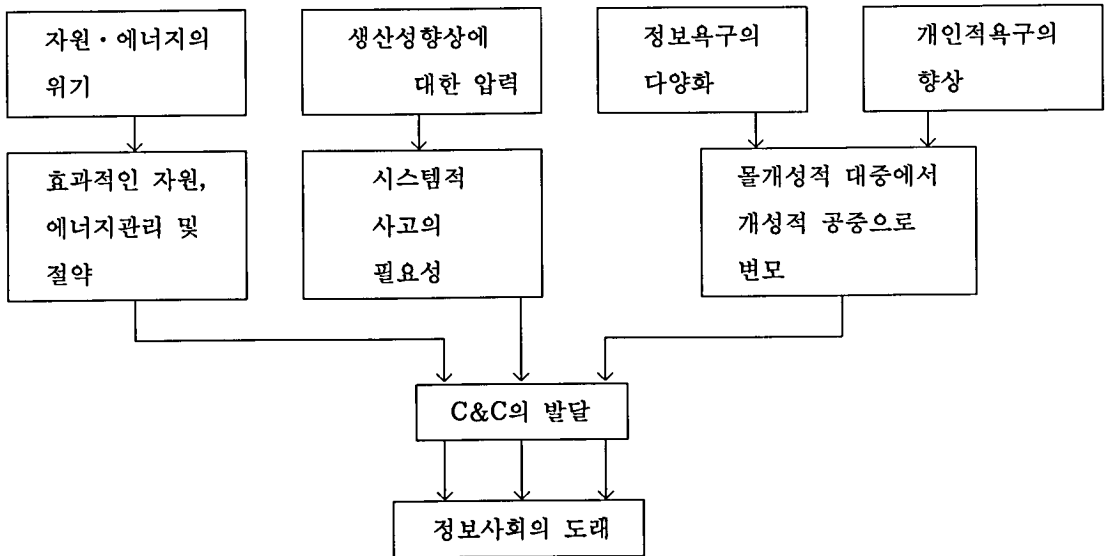 자원·에너지의
위기
생산성향상에
대한 압력
정보욕구의
다양화
개인적욕구의
향상
효과적인 자원,
에너지관리 및
절약
시스템적
사고의
필요성
몰개성적 대중에서
개성적 공중으로
변모
C&C의 발달
정보사회의 도래